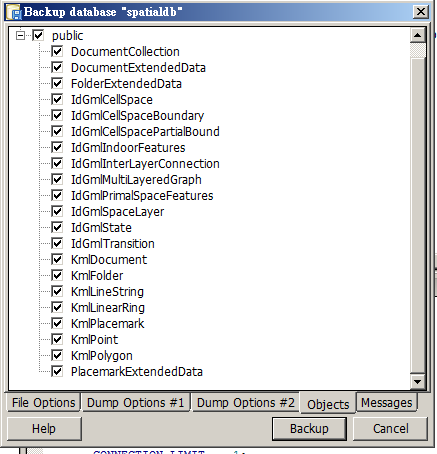 Backup database "spatialdb"
public
DocumentCollection
DocumentExtendedData
FolderExtendedData
IdGmlCellSpace
IdGmlCellSpaceBoundary
IdGmlCellSpacePartialBound
IdGmlIndoorFeatures
IdGmlInterLayerConnection
IdGmlMultiLayeredGraph
IdGmlPrimalSpaceFeatures
IdGmlSpaceLayer
IdGmlState
IdGmlTransition
KmlDocument
KmlFolder
KmlLineString
KmlLinearRing
KmlPlacemark
KmlPoint
KmlPolygon
PlacemarkExtendedData
File Options Dump Options #1 Dump Options #2 Objects Messages
Help Backup Cancel
CONNECTION LIMIT